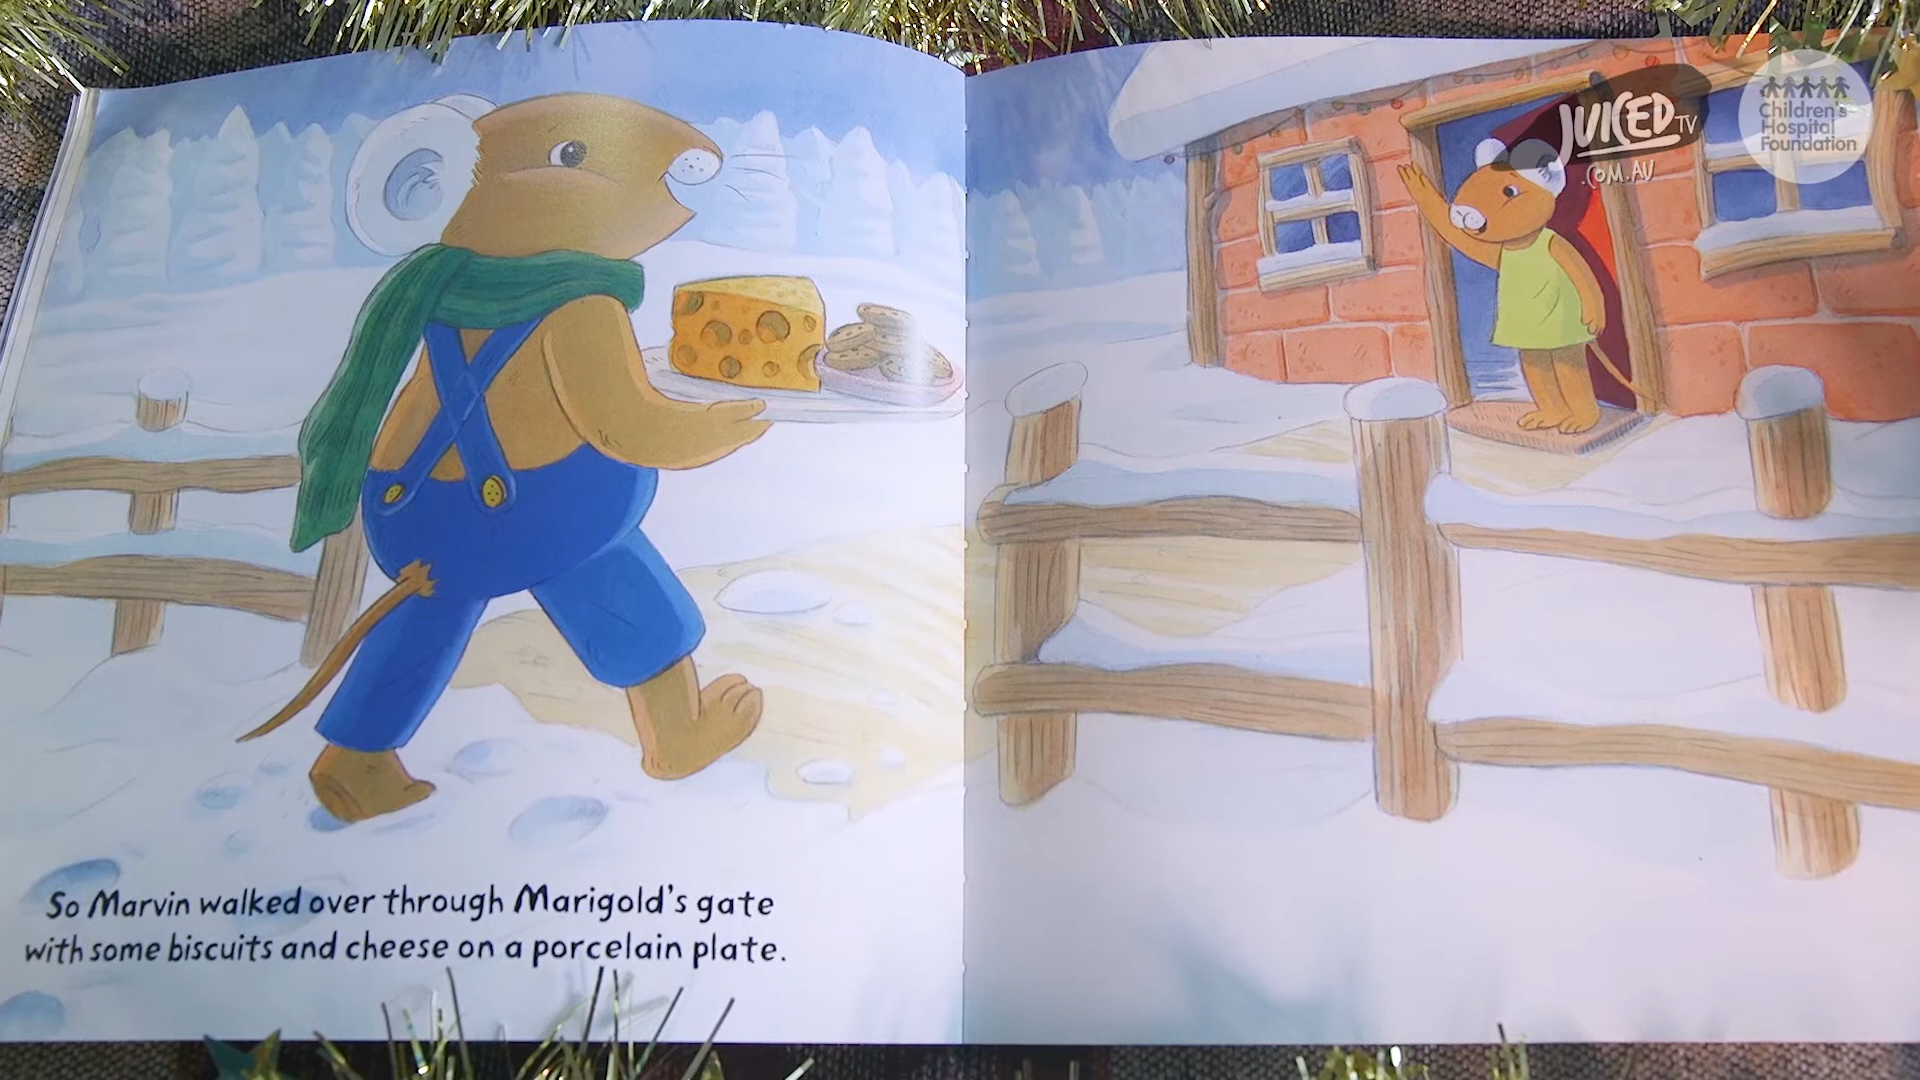 JUICED TV
.COM.AU
Children's
Hospital
Foundation
So Marvin walked over through Marigold's gate
with some biscuits and cheese on a porcelain plate.